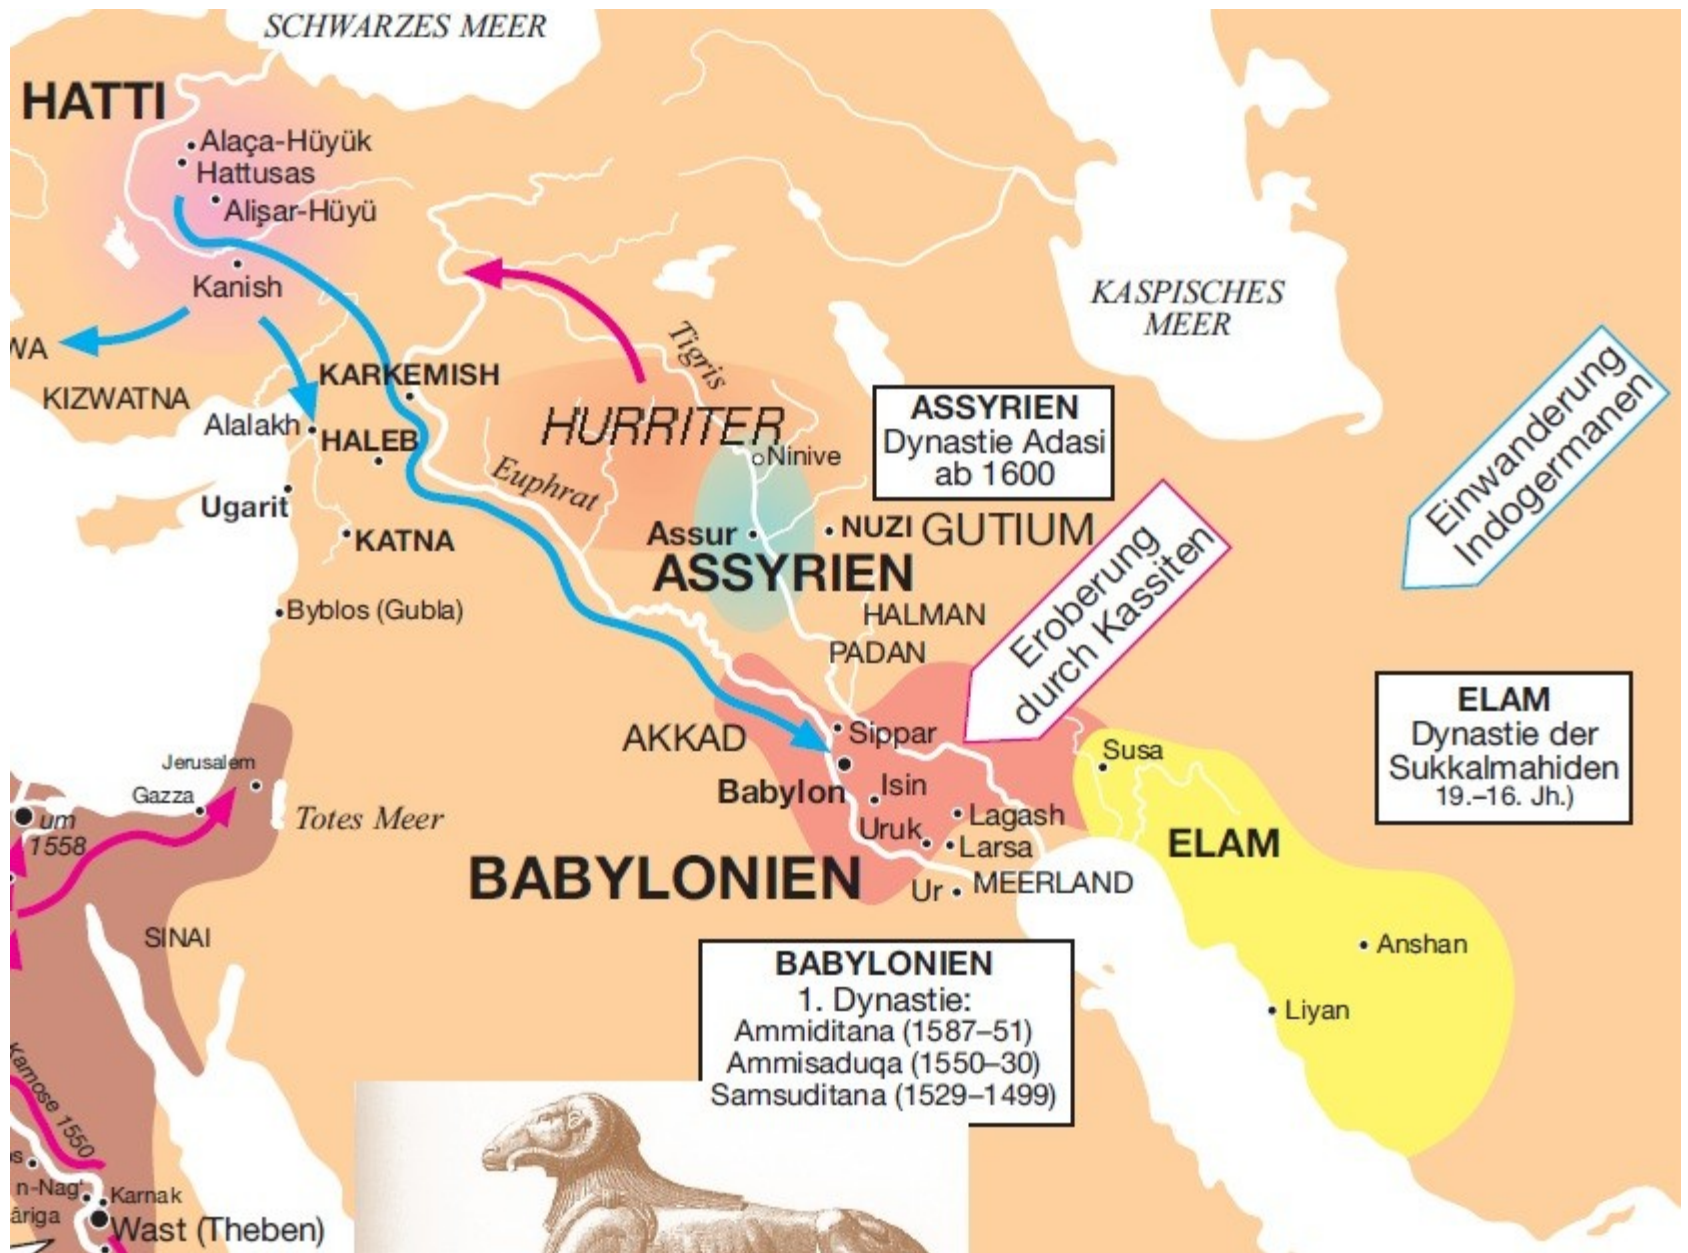 SCHWARZES MEER
HATTI
Alaça-Hüyük
Hattusas
Alişar-Hüyü
Kanish
WA
KIZWATNA
KARKEMISH
Alalakh
HALEB
Ugarit
KATNA
Byblos (Gubla)
Tigris
HURRITER
Euphrat
Ninive
Assur
NUZI
GUTIUM
ASSYRIEN
HALMAN
PADAN
KASPISCHES
MEER
ASSYRIEN
Dynastie Adasi
ab 1600
Einwanderung
Indogermanen
Eroberung
durch Kassiten
ELAM
Dynastie der
Sukkalmahiden
19.–16. Jh.)
AKKAD
Sippar
Babylon
Isin
Susa
Lagash
Uruk
Larsa
Ur
MEERLAND
BABYLONIEN
ELAM
Anshan
Liyan
Jerusalem
Gazza
Totes Meer
um
1558
SINAI
BABYLONIEN
1. Dynastie:
Ammiditana (1587–51)
Ammisaduqa (1550–30)
Samsuditana (1529–1499)
Kamose 1550
os
n-Nag'
Karnak
âriga
Wast (Theben)